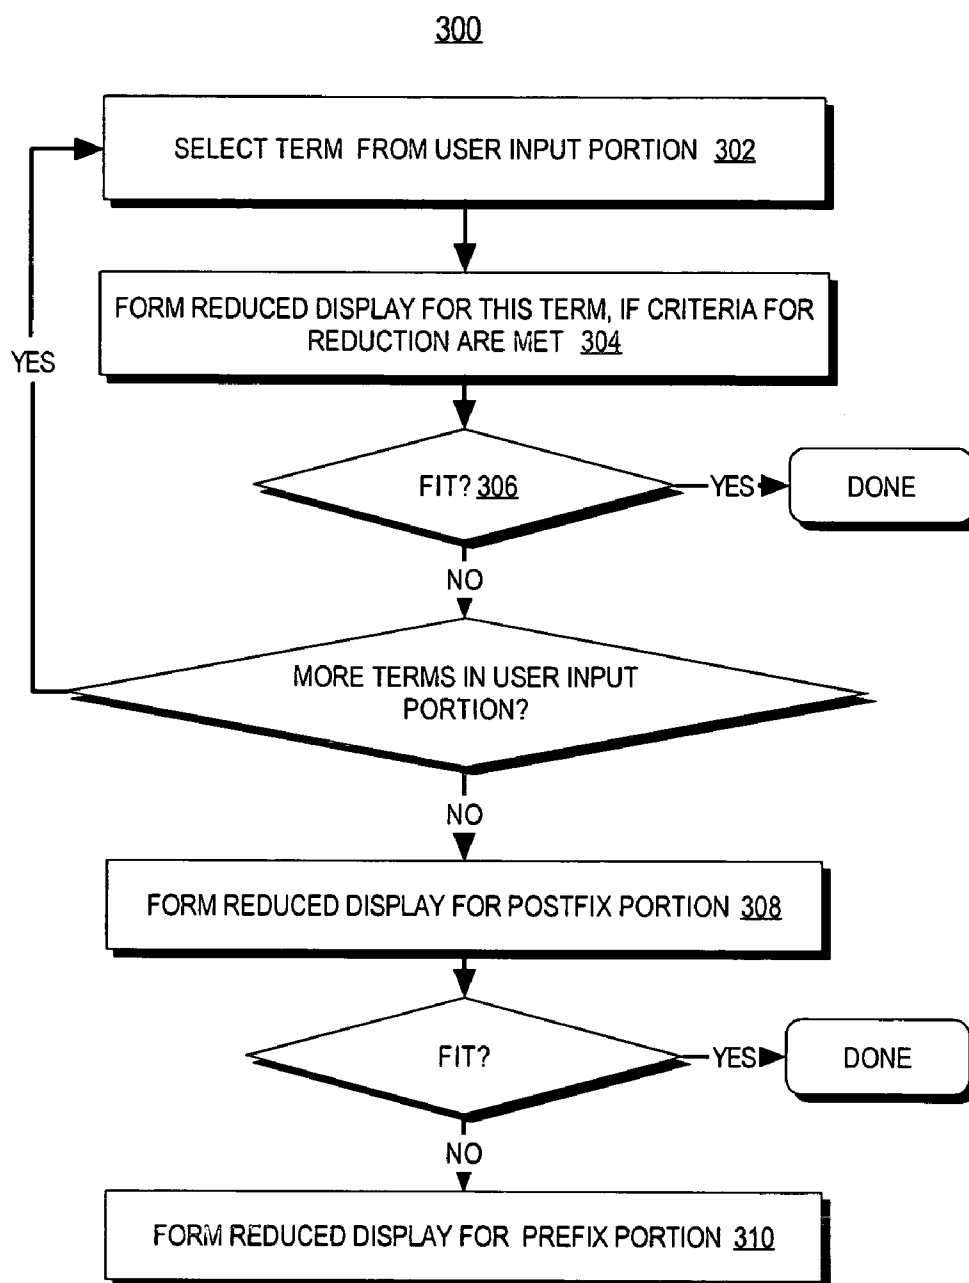 300
SELECT TERM FROM USER INPUT PORTION 302
FORM REDUCED DISPLAY FOR THIS TERM, IF CRITERIA FOR
REDUCTION ARE MET 304
YES
FIT? 306
YES
DONE
NO
MORE TERMS IN USER INPUT
PORTION?
NO
FORM REDUCED DISPLAY FOR POSTFIX PORTION 308
FIT?
YES
DONE
NO
FORM REDUCED DISPLAY FOR PREFIX PORTION 310